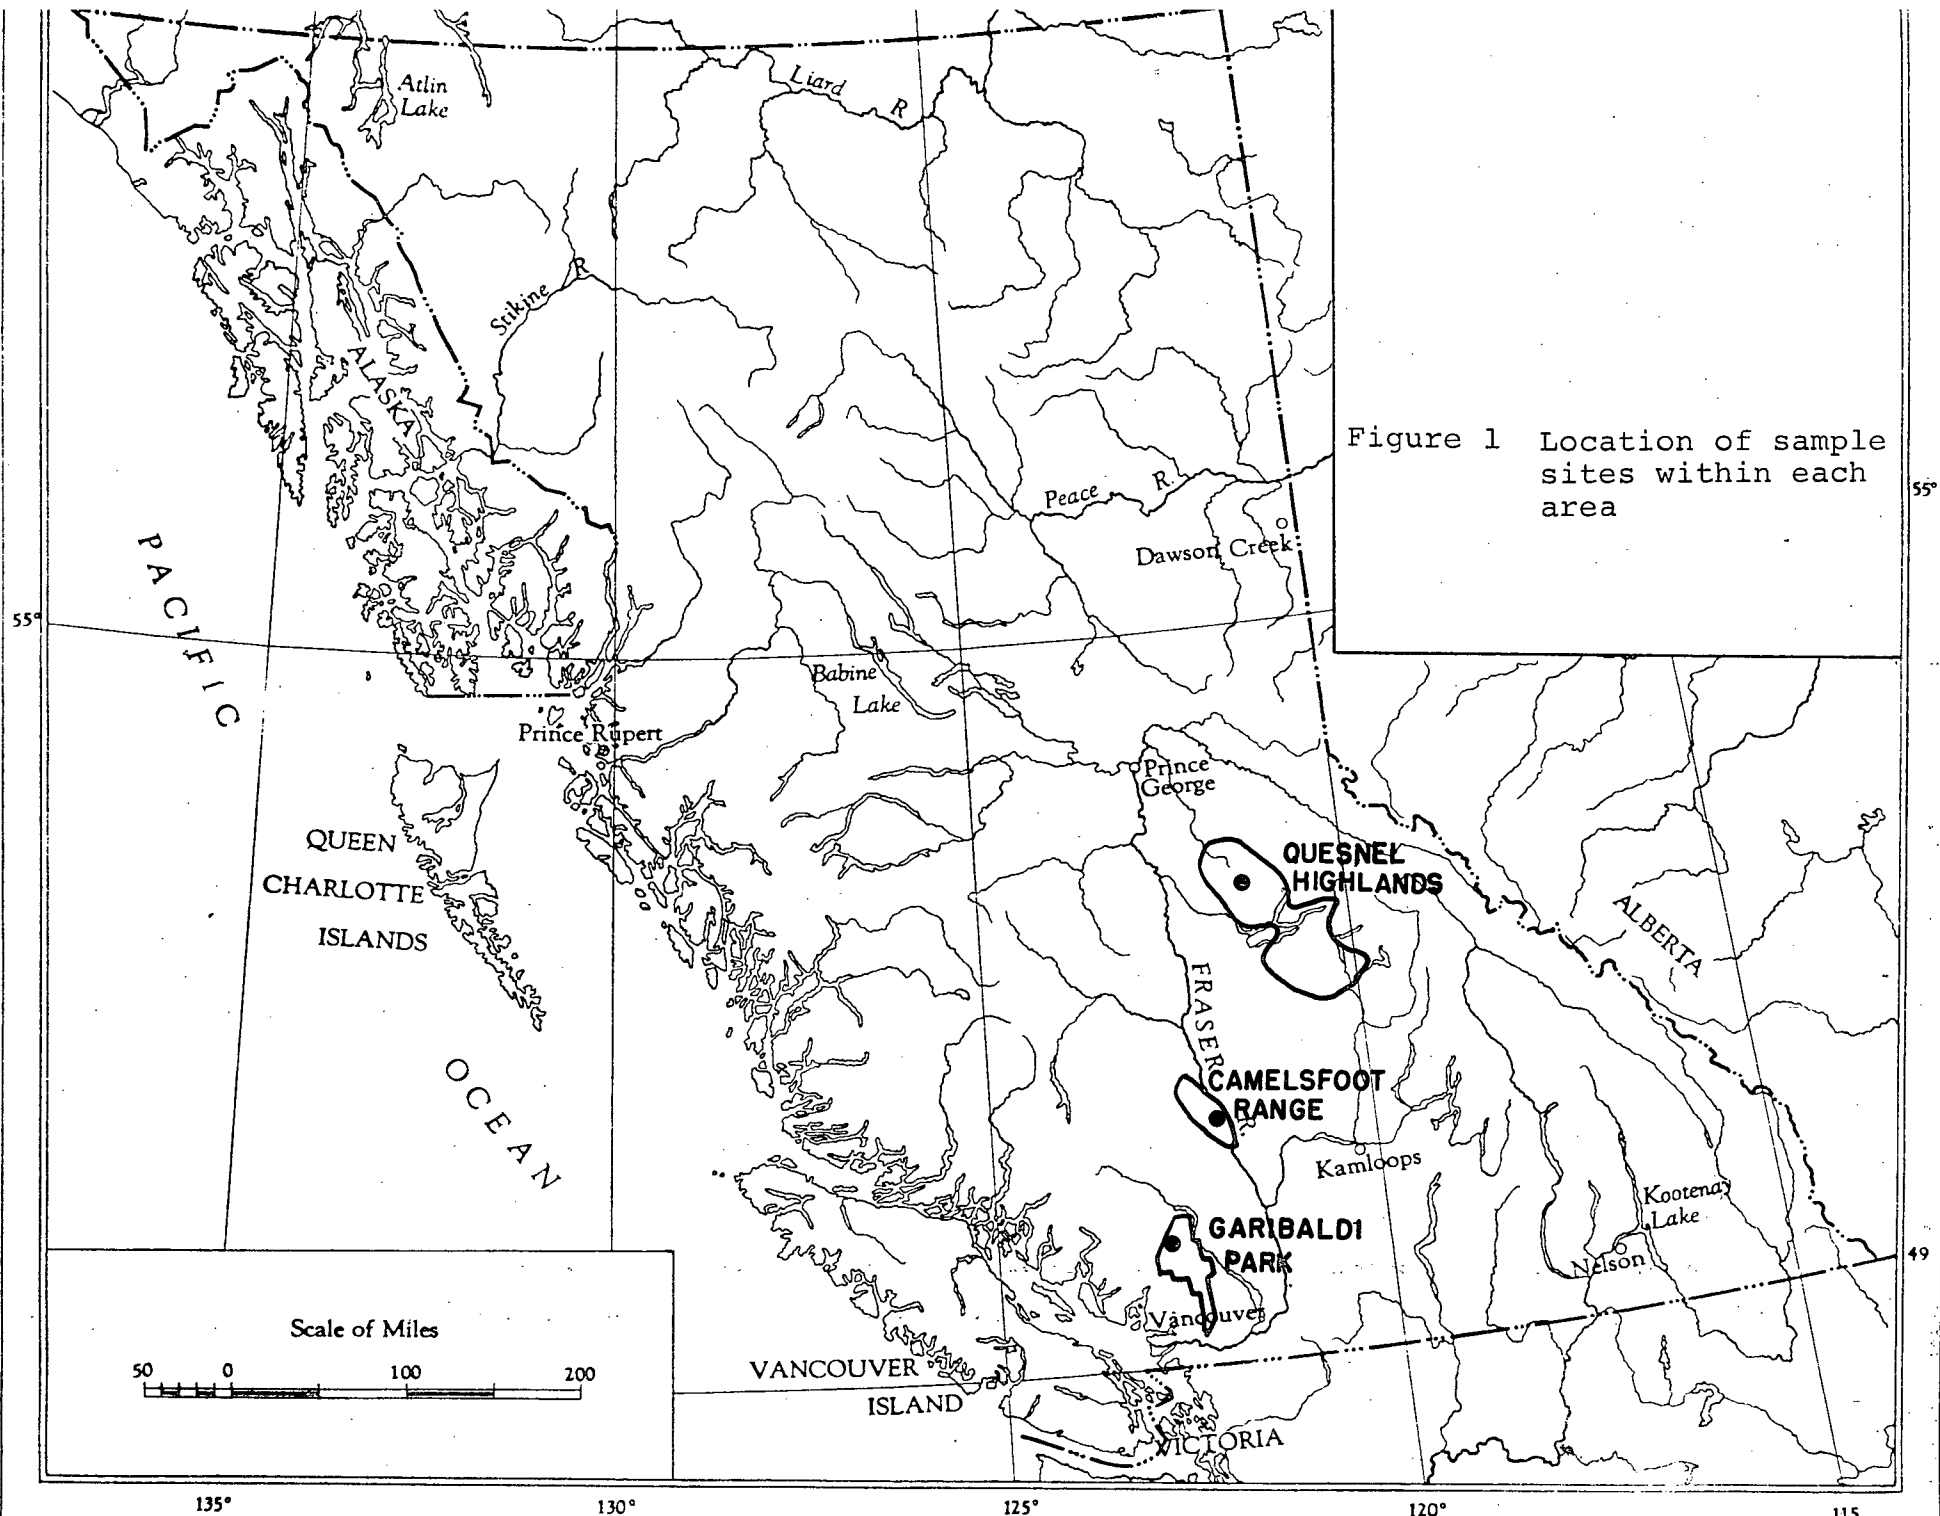 Atlin
Lake
Liard
R
Stikine
R
ALASKA
Figure 1 Location of sample
sites within each
area
55°
Peace
R.
Dawson Creek
PACIFIC
55°
Babine
Lake
Prince Rupert
Prince
George
QUEEN
CHARLOTTE
ISLANDS
QUESNEL
HIGHLANDS
ALBERTA
FRASER
R.
OCEAN
CAMELSFOOT
RANGE
Kamloops
Kootenay
Lake
GARIBALDI
PARK
Nelson
49
Vancouver
Scale of Miles
50 0 100 200
VANCOUVER
ISLAND
VICTORIA
135° 130° 125° 120° 115